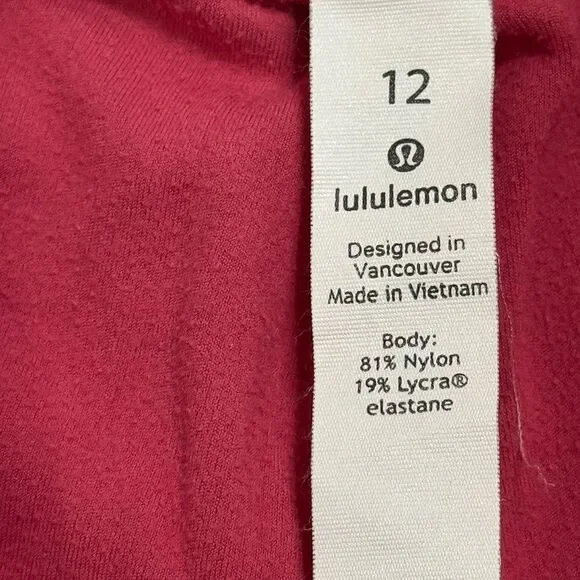 12
lululemon
Designed in
Vancouver
Made in Vietnam
Body:
81% Nylon
19% Lycra®
elastane